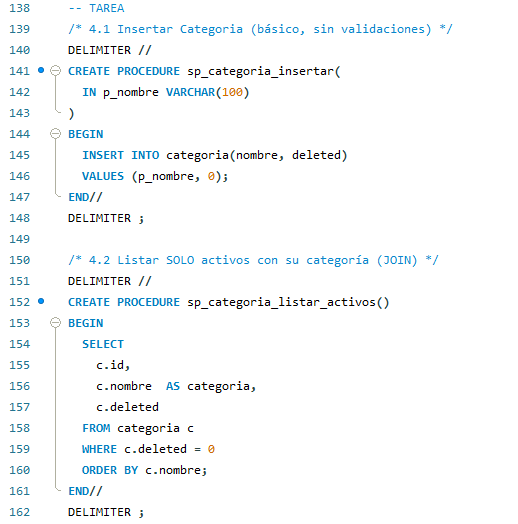 138 -- TAREA
139 /* 4.1 Insertar Categoria (básico, sin validaciones) */
140 DELIMITER //
141 CREATE PROCEDURE sp_categoria_insertar(
142   IN p_nombre VARCHAR(100)
143 )
144 BEGIN
145   INSERT INTO categoria(nombre, deleted)
146   VALUES (p_nombre, 0);
147 END//
148 DELIMITER ;
149
150 /* 4.2 Listar SOLO activos con su categoría (JOIN) */
151 DELIMITER //
152 CREATE PROCEDURE sp_categoria_listar_activos()
153 BEGIN
154   SELECT
155     c.id,
156     c.nombre  AS categoria,
157     c.deleted
158   FROM categoria c
159   WHERE c.deleted = 0
160   ORDER BY c.nombre;
161 END//
162 DELIMITER ;